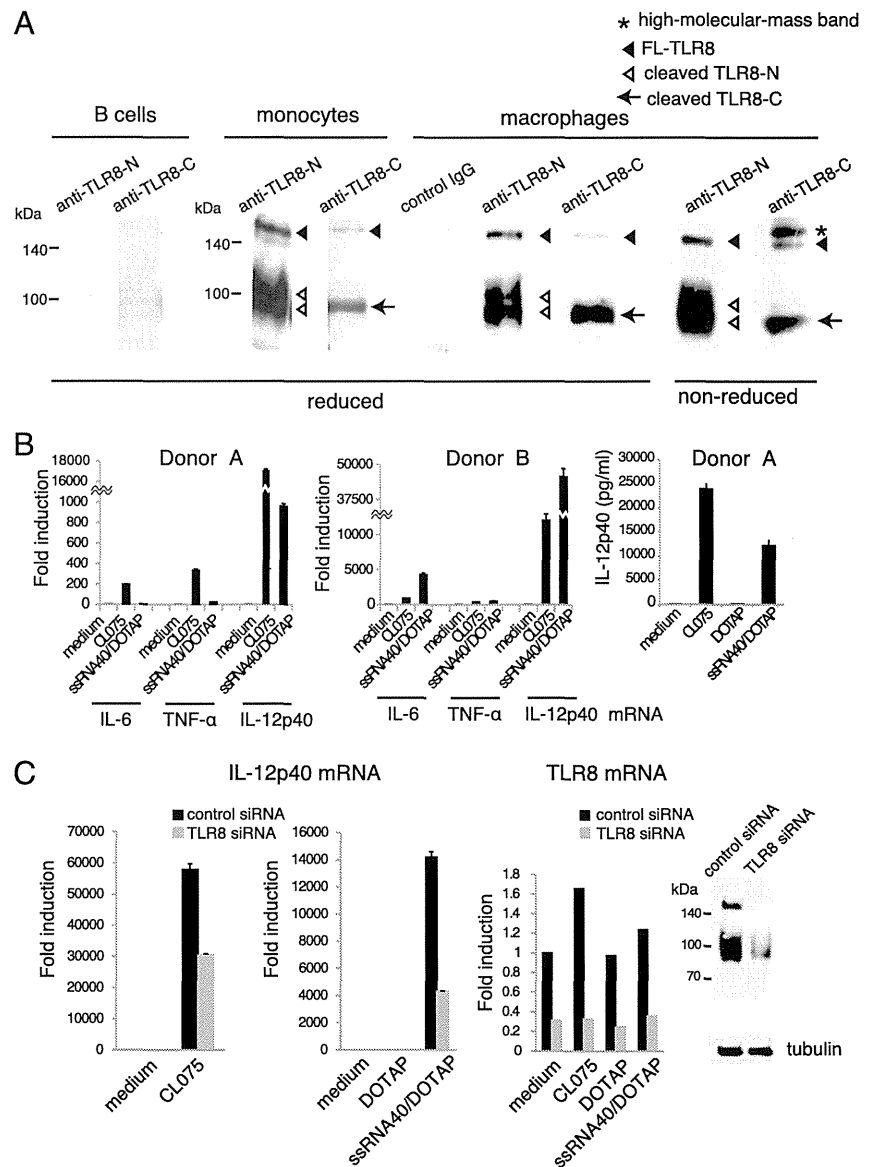 A
* high-molecular-mass band
FL-TLR8
cleaved TLR8-N
cleaved TLR8-C
B cells
monocytes
macrophages
anti-TLR8-N
anti-TLR8-C
anti-TLR8-N
anti-TLR8-C
control IgG
anti-TLR8-N
anti-TLR8-C
anti-TLR8-N
anti-TLR8-C
kDa
140
100
kDa
140
100
*
reduced
non-reduced
B
Donor A
Fold induction
18000
16000
1000
800
600
400
200
0
medium
CL075
ssRNA40/DOTAP
medium
CL075
ssRNA40/DOTAP
medium
CL075
ssRNA40/DOTAP
IL-6
TNF-α
IL-12p40
Donor B
Fold induction
50000
37500
10000
5000
0
medium
CL075
ssRNA40/DOTAP
medium
CL075
ssRNA40/DOTAP
medium
CL075
ssRNA40/DOTAP
IL-6
TNF-α
IL-12p40 mRNA
Donor A
IL-12p40 (pg/ml)
30000
25000
20000
15000
10000
5000
0
medium
CL075
DOTAP
ssRNA40/DOTAP
C
IL-12p40 mRNA
TLR8 mRNA
control siRNA
TLR8 siRNA
Fold induction
70000
60000
50000
40000
30000
20000
10000
0
medium
CL075
Fold induction
16000
14000
12000
10000
8000
6000
4000
2000
0
medium
DOTAP
ssRNA40/DOTAP
control siRNA
TLR8 siRNA
Fold induction
1.8
1.6
1.4
1.2
1
0.8
0.6
0.4
0.2
0
medium
CL075
DOTAP
ssRNA40/DOTAP
control siRNA
TLR8 siRNA
kDa
140
100
70
tubulin